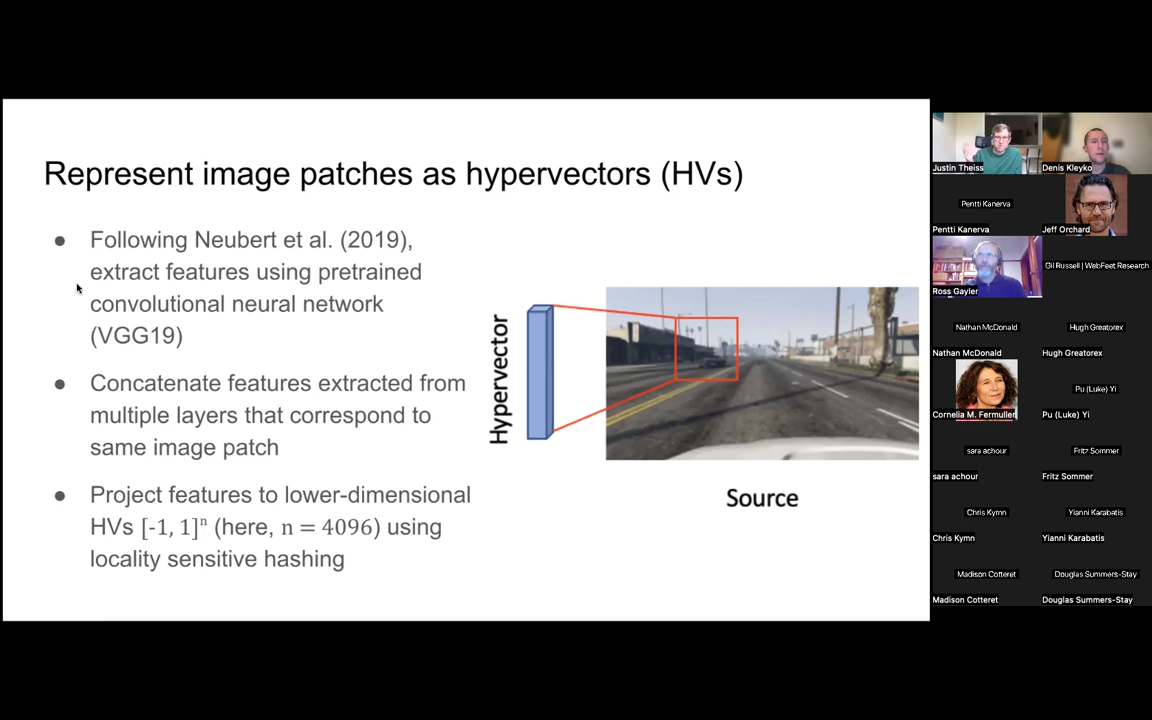 Represent image patches as hypervectors (HVs)
● Following Neubert et al. (2019),
extract features using pretrained
convolutional neural network
(VGG19)
● Concatenate features extracted from
multiple layers that correspond to
same image patch
● Project features to lower-dimensional
HVs [-1, 1]ⁿ (here, n = 4096) using
locality sensitive hashing
Hypervector
Source
Justin Theiss
Denis Kleyko
Pentti Kanerva
Pentti Kanerva
Jeff Orchard
Gil Russell | WebFeet Research
Ross Gayler
Nathan McDonald
Hugh Greatorex
Nathan McDonald
Hugh Greatorex
Pu (Luke) Yi
Cornelia M. Fermuller
Pu (Luke) Yi
sara achour
Fritz Sommer
sara achour
Fritz Sommer
Chris Kymn
Yianni Karabatis
Chris Kymn
Yianni Karabatis
Madison Cotteret
Douglas Summers-Stay
Madison Cotteret
Douglas Summers-Stay